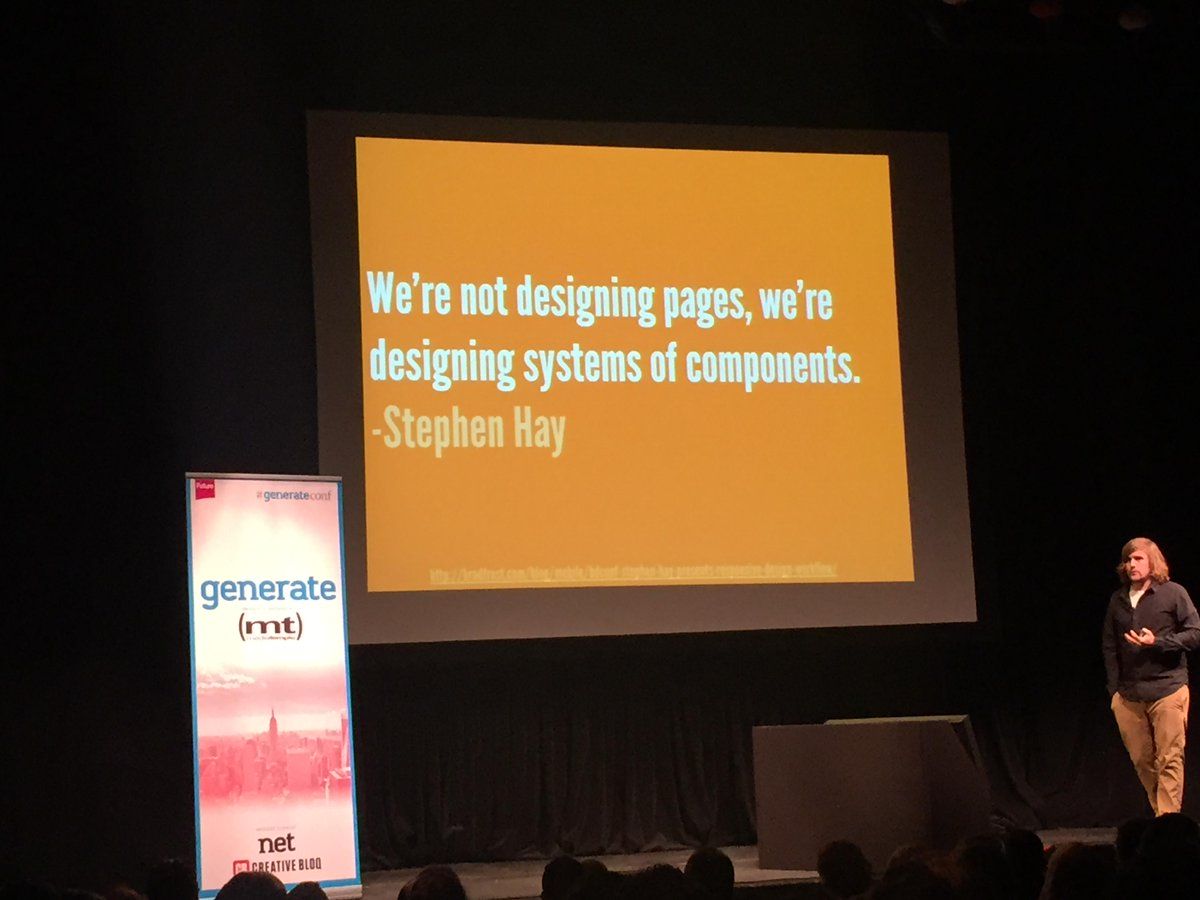 We're not designing pages, we're
designing systems of components.
-Stephen Hay
http://bradfrost.com/blog/mobile/bdconf-stephen-hay-presents-responsive-design-workflow/
Future
#generateconf
generate
(mt)
net
CREATIVE BLOQ